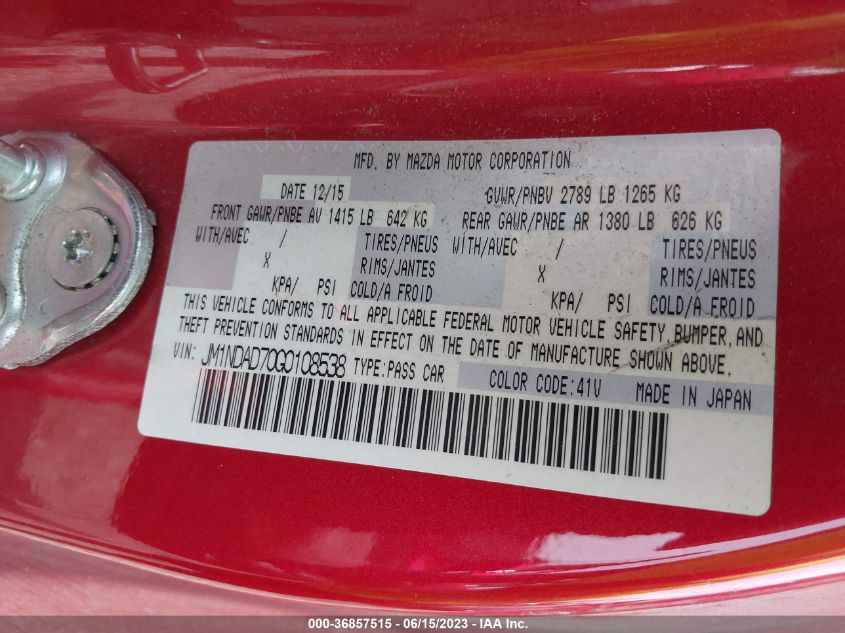 MFD. BY MAZDA MOTOR CORPORATION
DATE 12/15 GVWR/PNBV 2789 LB 1265 KG
FRONT GAWR/PNBE AV 1415 LB 642 KG REAR GAWR/PNBE AR 1380 LB 626 KG
WITH/AVEC / TIRES/PNEUS WITH/AVEC / TIRES/PNEUS
X RIMS/JANTES X RIMS/JANTES
KPA/ PSI COLD/A FROID KPA/ PSI COLD/A FROID
THIS VEHICLE CONFORMS TO ALL APPLICABLE FEDERAL MOTOR VEHICLE SAFETY, BUMPER, AND
THEFT PREVENTION STANDARDS IN EFFECT ON THE DATE OF MANUFACTURE SHOWN ABOVE.
VIN: JM1NDAD70G0108538 TYPE:PASS CAR COLOR CODE:41V MADE IN JAPAN
000-36857515 - 06/15/2023 - IAA Inc.